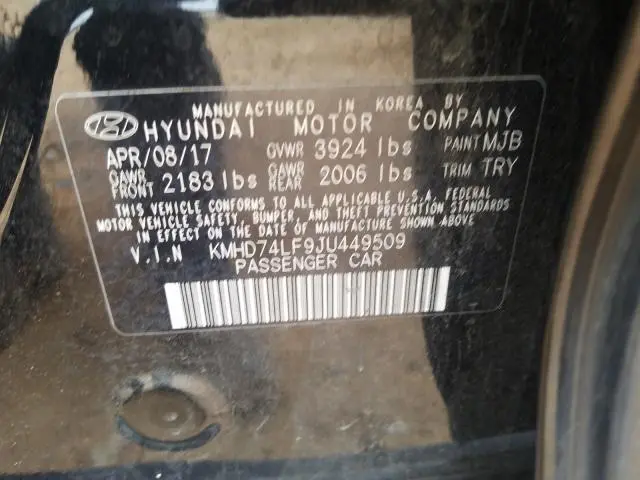 MANUFACTURED IN KOREA BY
HYUNDAI MOTOR COMPANY
APR/08/17 GVWR 3924 lbs PAINT MJB
GAWR FRONT 2183 lbs GAWR REAR 2006 lbs TRIM TRY
THIS VEHICLE CONFORMS TO ALL APPLICABLE U.S.A. FEDERAL
MOTOR VEHICLE SAFETY, BUMPER, AND THEFT PREVENTION STANDARDS
IN EFFECT ON THE DATE OF MANUFACTURE SHOWN ABOVE
V.I.N KMHD74LF9JU449509
PASSENGER CAR